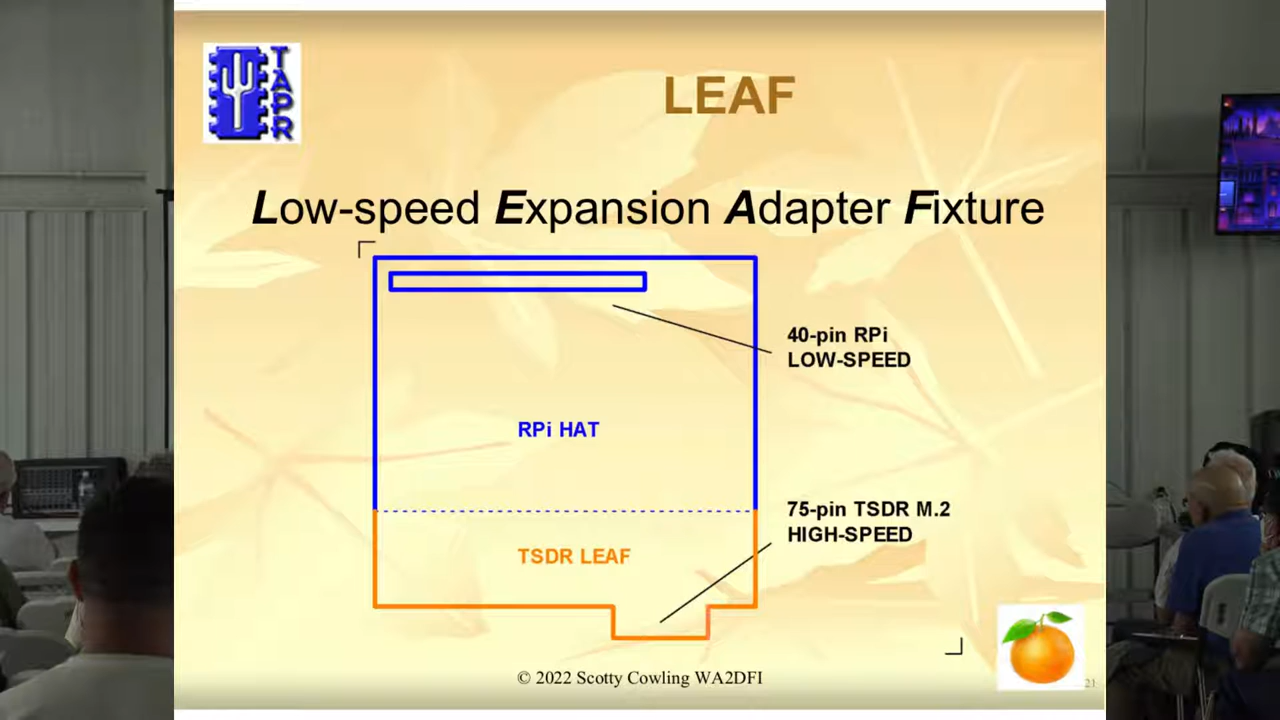 TAPR
LEAF
Low-speed Expansion Adapter Fixture
40-pin RPi
LOW-SPEED
RPi HAT
75-pin TSDR M.2
HIGH-SPEED
TSDR LEAF
© 2022 Scotty Cowling WA2DFI
21